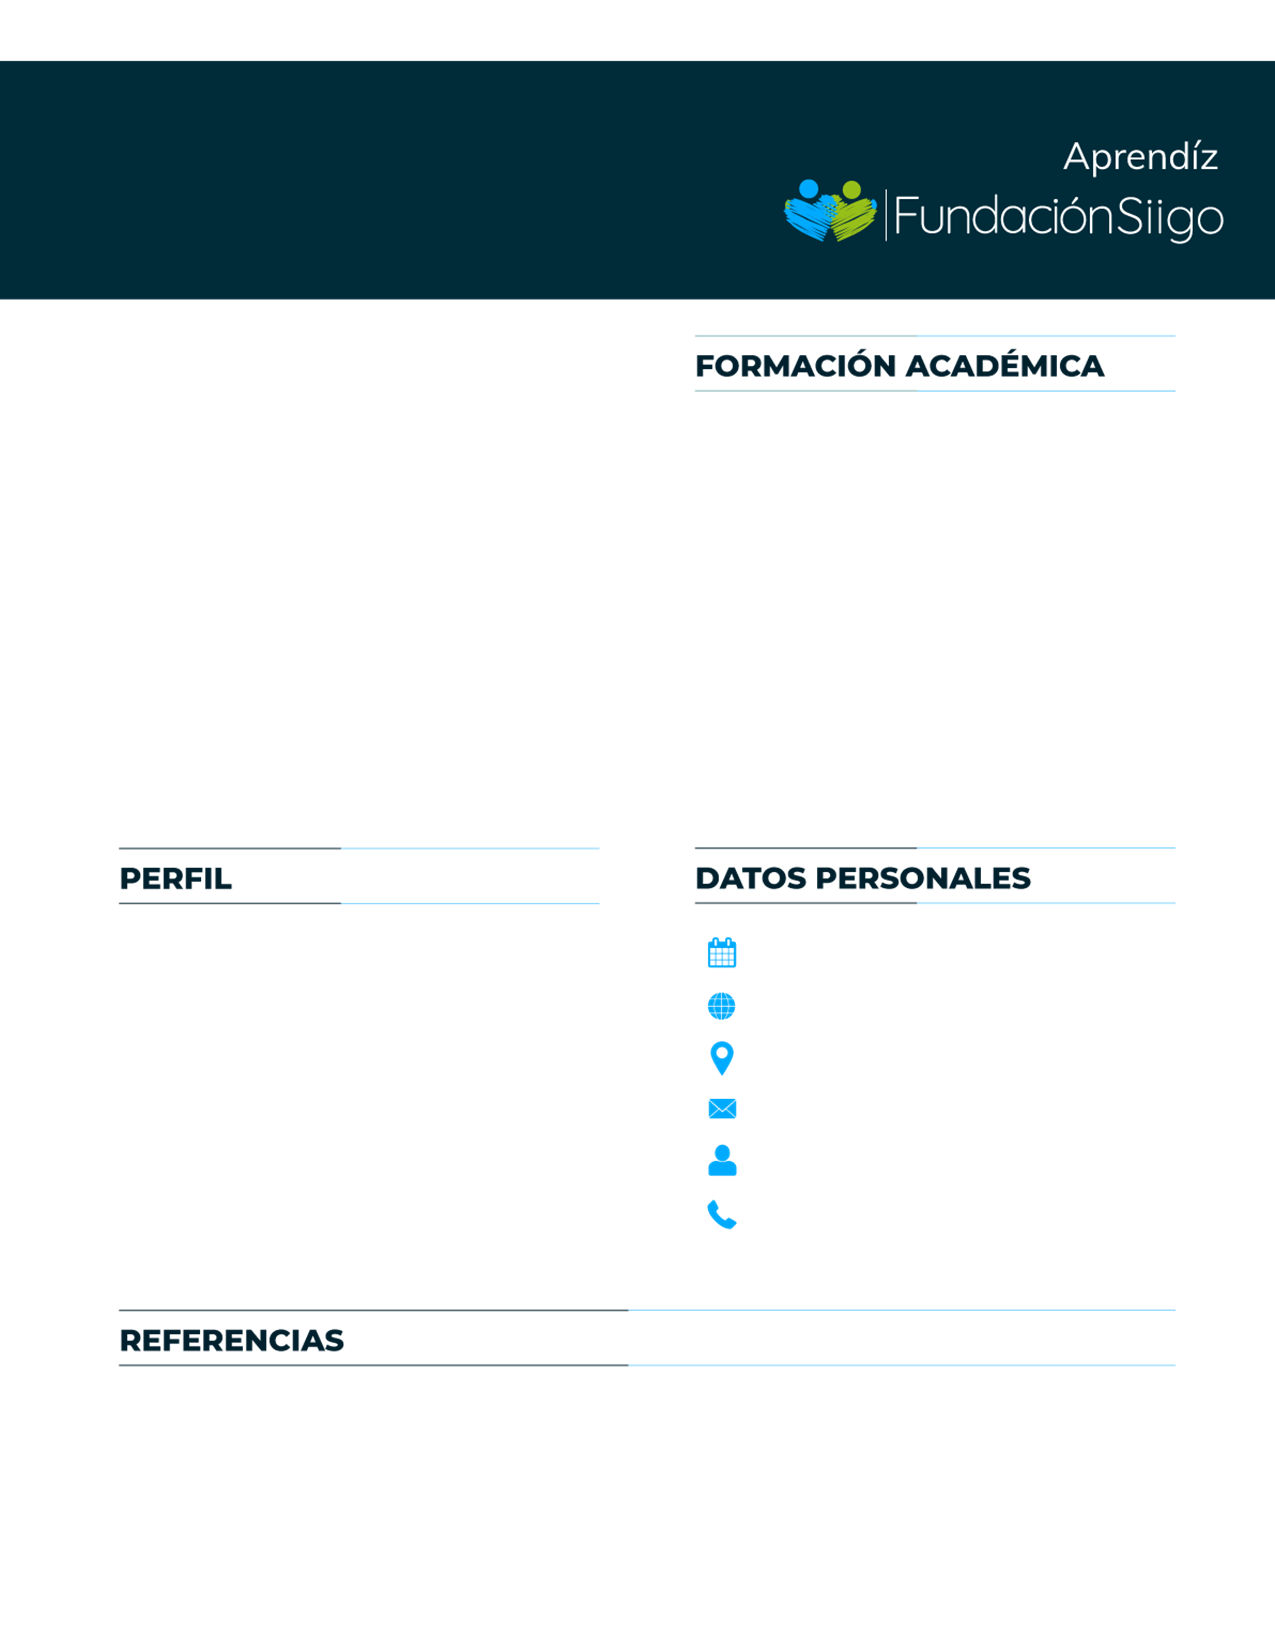 Aprendíz
FundaciónSiigo
FORMACIÓN ACADÉMICA
PERFIL
DATOS PERSONALES
REFERENCIAS